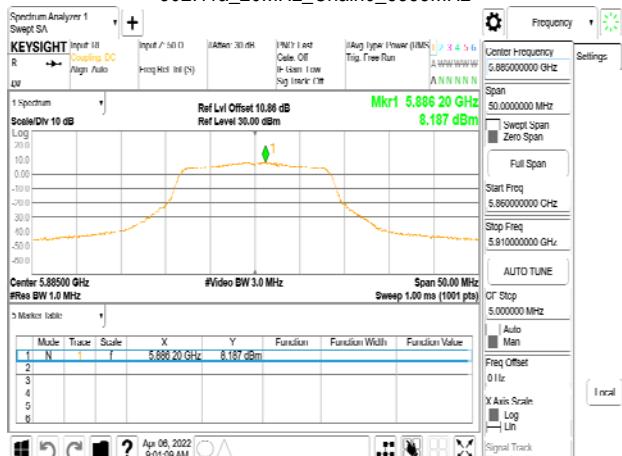 Spectrum Analyzer 1
Swept SA
Frequency
KEYSIGHT
Input: RF
Coupling: DC
Align: Auto
Input Z: 50 Ω
Freq Ref: Int (S)
#Atten: 30 dB
PNO: Fast
Gate: Off
IF Gain: Low
Sig Track: Off
#Avg Type: Power (RMS
Trig: Free Run
1 2 3 4 5 6
A W W W W W
A N N N N N
Center Frequency
5.885000000 GHz
Settings
Span
50.0000000 MHz
Swept Span
Zero Span
Full Span
Start Freq
5.860000000 GHz
Stop Freq
5.910000000 GHz
AUTO TUNE
CF Step
5.000000 MHz
Auto
Man
Freq Offset
0 Hz
X Axis Scale
Log
Lin
Signal Track
Local
1 Spectrum
Scale/Div 10 dB
Ref Lvl Offset 10.86 dB
Ref Level 30.00 dBm
Mkr1 5.886 20 GHz
8.187 dBm
Log
20.0
10.0
0.00
-10.0
-20.0
-30.0
-40.0
-50.0
-60.0
1
Center 5.88500 GHz
#Video BW 3.0 MHz
Span 50.00 MHz
#Res BW 1.0 MHz
Sweep 1.00 ms (1001 pts)
5 Marker Table
Mode Trace Scale X Y Function Function Width Function Value
1 N 1 f 5.886 20 GHz 8.187 dBm
2
3
4
5
6
Apr 06, 2022
9:01:09 AM